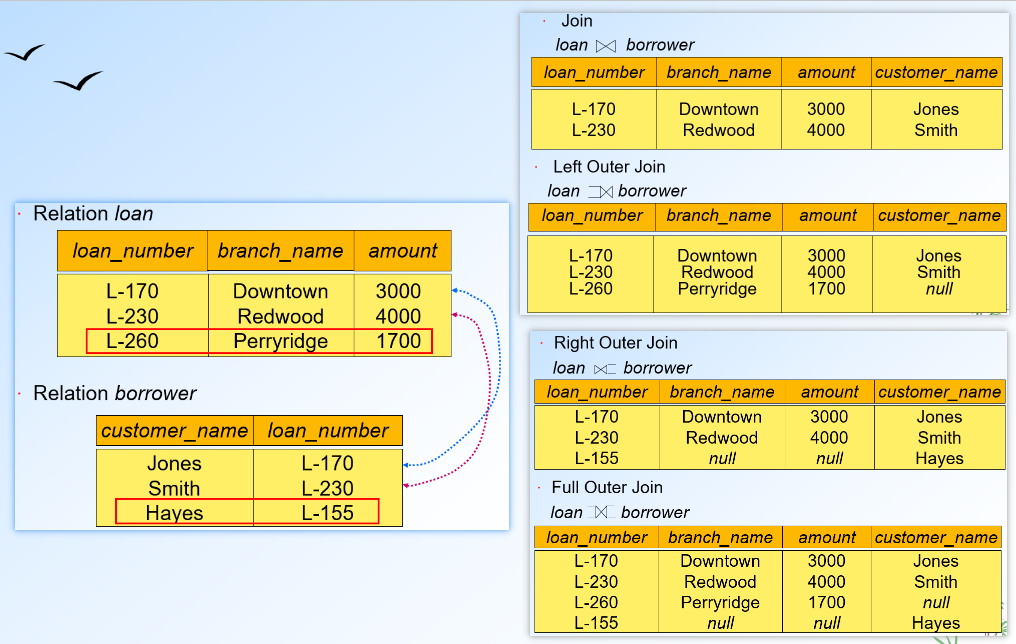 Relation loan
loan_number branch_name amount
L-170 Downtown 3000
L-230 Redwood 4000
L-260 Perryridge 1700
Relation borrower
customer_name loan_number
Jones L-170
Smith L-230
Hayes L-155
Join
loan ⋈ borrower
loan_number branch_name amount customer_name
L-170 Downtown 3000 Jones
L-230 Redwood 4000 Smith
Left Outer Join
loan ⟕ borrower
loan_number branch_name amount customer_name
L-170 Downtown 3000 Jones
L-230 Redwood 4000 Smith
L-260 Perryridge 1700 null
Right Outer Join
loan ⟖ borrower
loan_number branch_name amount customer_name
L-170 Downtown 3000 Jones
L-230 Redwood 4000 Smith
L-155 null null Hayes
Full Outer Join
loan ⟗ borrower
loan_number branch_name amount customer_name
L-170 Downtown 3000 Jones
L-230 Redwood 4000 Smith
L-260 Perryridge 1700 null
L-155 null null Hayes